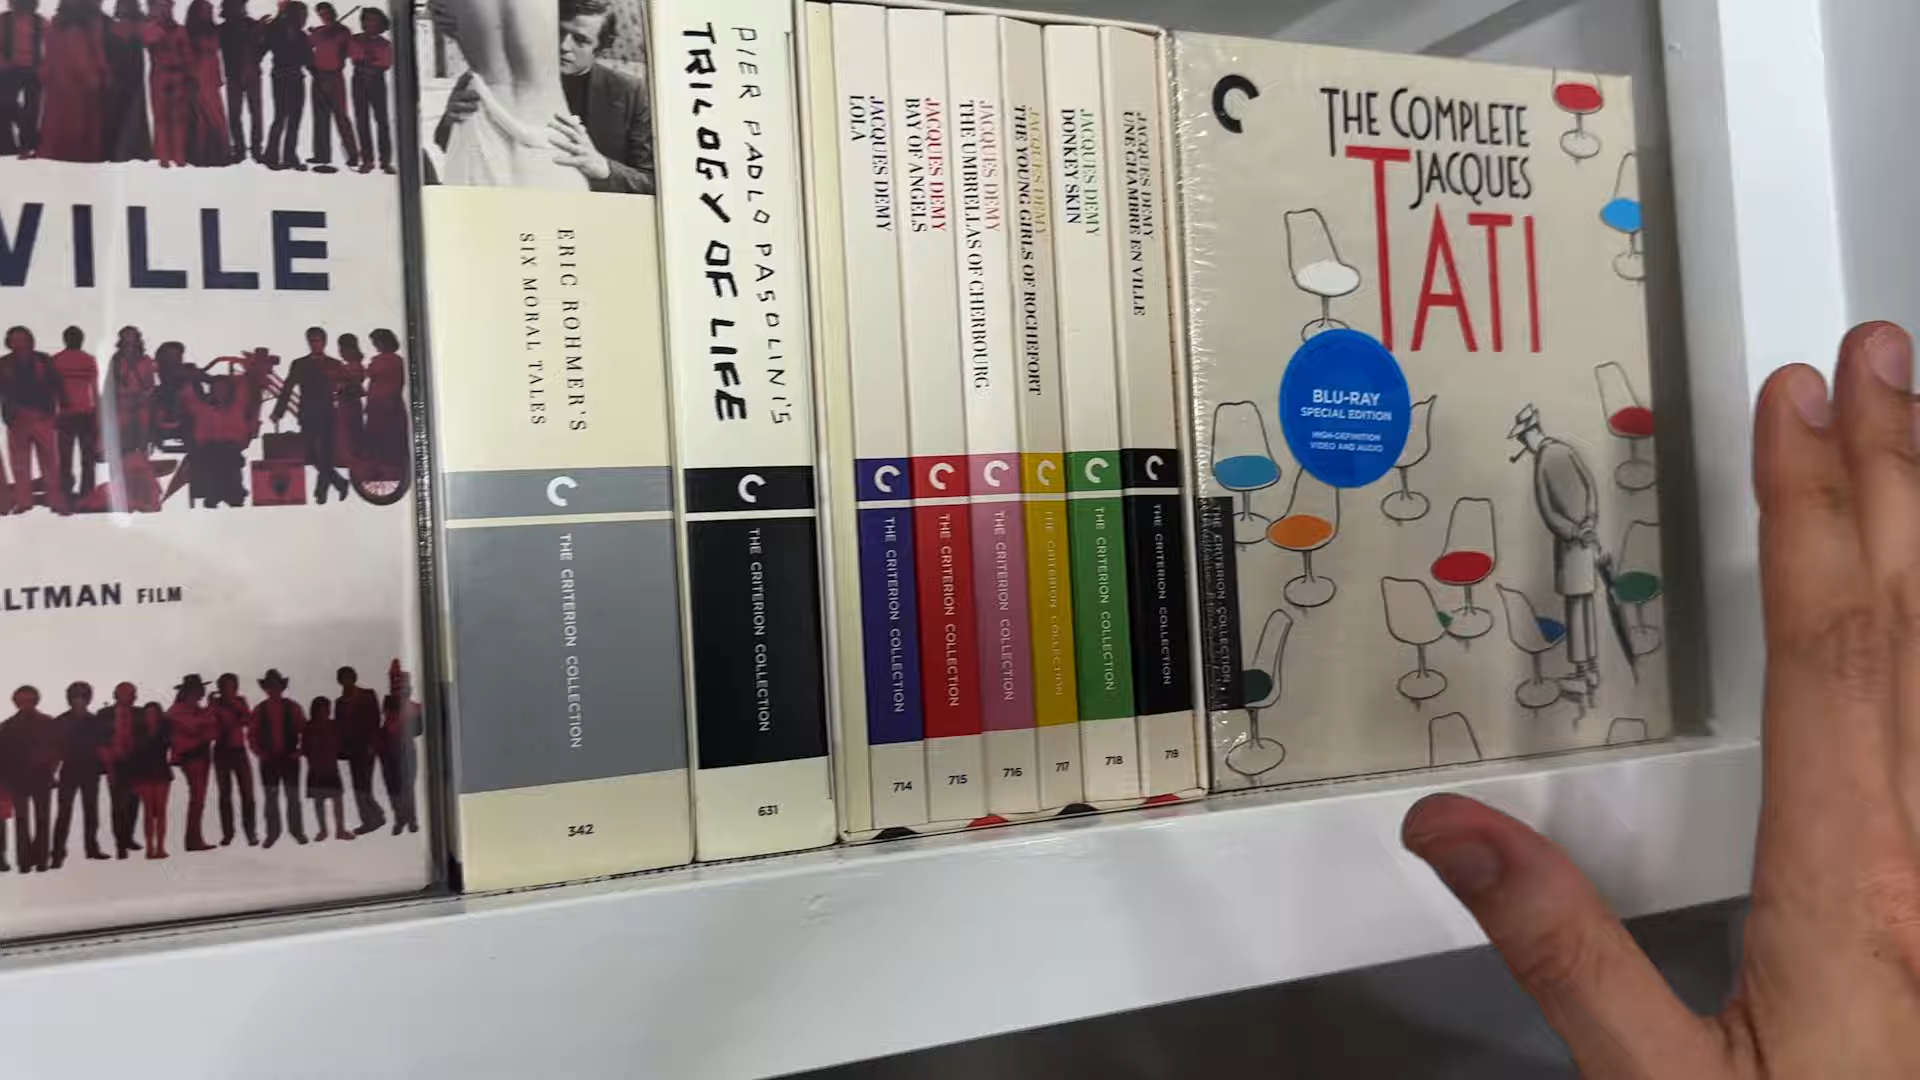 VILLE
LTMAN FILM
ERIC ROHMER'S
SIX MORAL TALES
THE CRITERION COLLECTION
342
PIER PAOLO PASOLINI'S
TRILOGY OF LIFE
THE CRITERION COLLECTION
631
JACQUES DEMY
LOLA
THE CRITERION COLLECTION
714
JACQUES DEMY
BAY OF ANGELS
THE CRITERION COLLECTION
715
JACQUES DEMY
THE UMBRELLAS OF CHERBOURG
THE CRITERION COLLECTION
716
JACQUES DEMY
THE YOUNG GIRLS OF ROCHEFORT
THE CRITERION COLLECTION
717
JACQUES DEMY
DONKEY SKIN
THE CRITERION COLLECTION
718
JACQUES DEMY
UNE CHAMBRE EN VILLE
THE CRITERION COLLECTION
719
THE COMPLETE
JACQUES
TATI
BLU-RAY
SPECIAL EDITION
HIGH-DEFINITION
VIDEO AND AUDIO
THE CRITERION COLLECTION